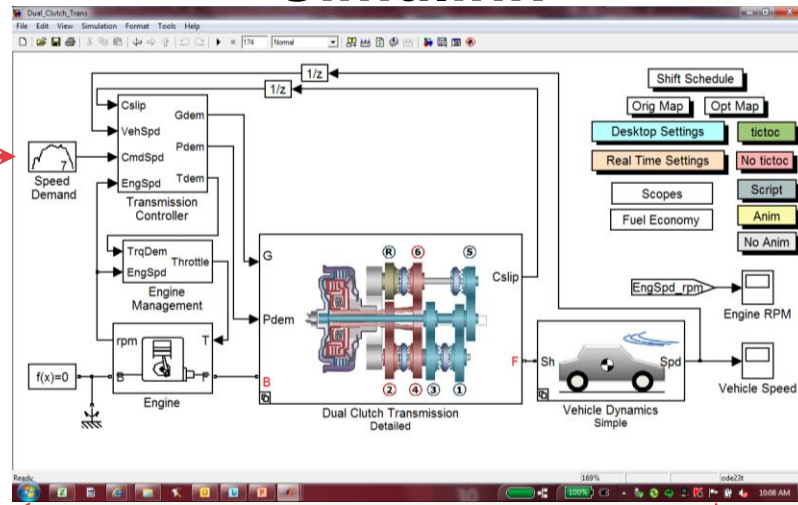 Dual_Clutch_Trans
File Edit View Simulation Format Tools Help
174 Normal
1/z
1/z
Shift Schedule
Orig Map Opt Map
Desktop Settings tictoc
Real Time Settings No tictoc
Scopes Script
Fuel Economy Anim
No Anim
Cslip
VehSpd
CmdSpd
EngSpd
Gdem
Pdem
Tdem
Transmission
Controller
7
Speed
Demand
TrqDem
EngSpd
Throttle
Engine
Management
rpm T
B F
Engine
f(x)=0
G
Pdem
B
R 6 5
2 4 3 1
Cslip
F
Dual Clutch Transmission
Detailed
Sh Spd
Vehicle Dynamics
Simple
EngSpd_rpm
Engine RPM
Vehicle Speed
Ready 169% ode23t
100% 10:08 AM